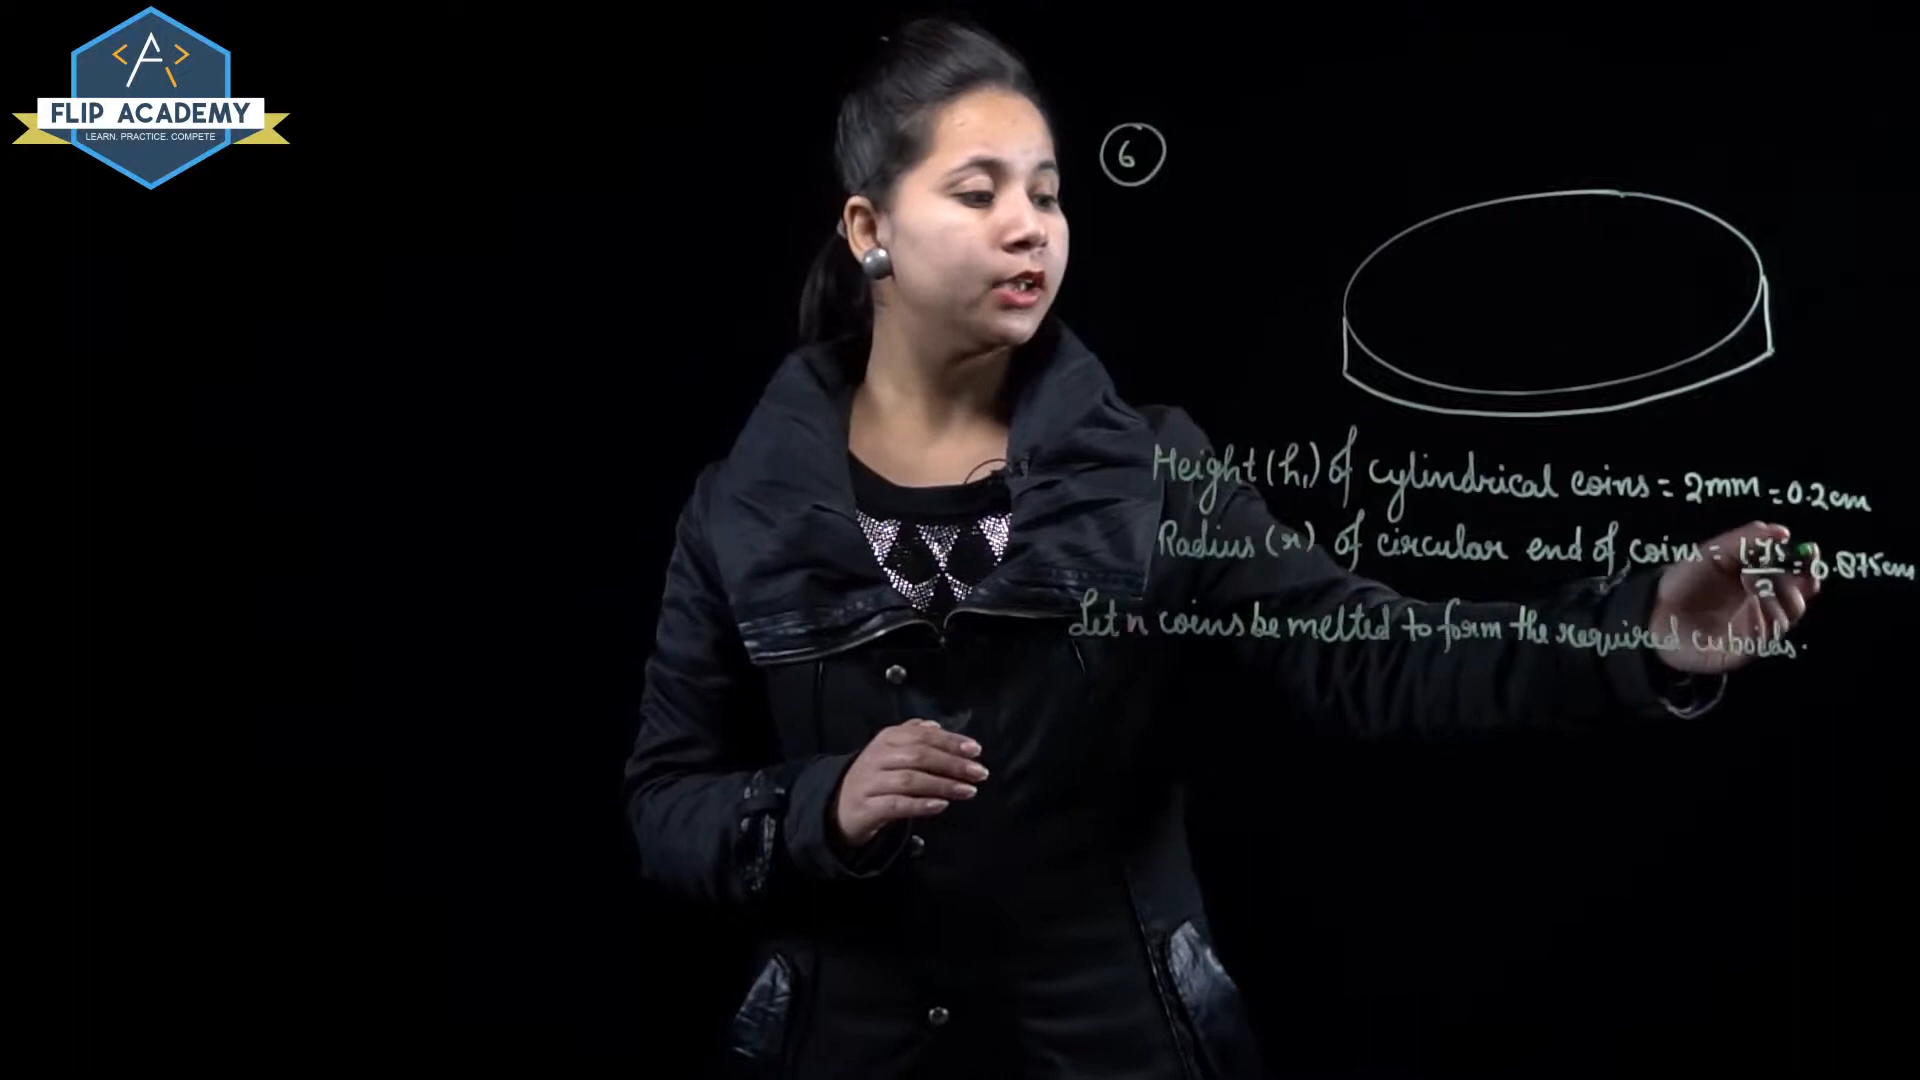 FLIP ACADEMY
LEARN. PRACTICE. COMPETE
6
Height (h₁) of cylindrical coins = 2mm = 0.2cm
Radius (r) of circular end of coins = 1.75/2 = 0.875cm
Let n coins be melted to form the required cuboids.